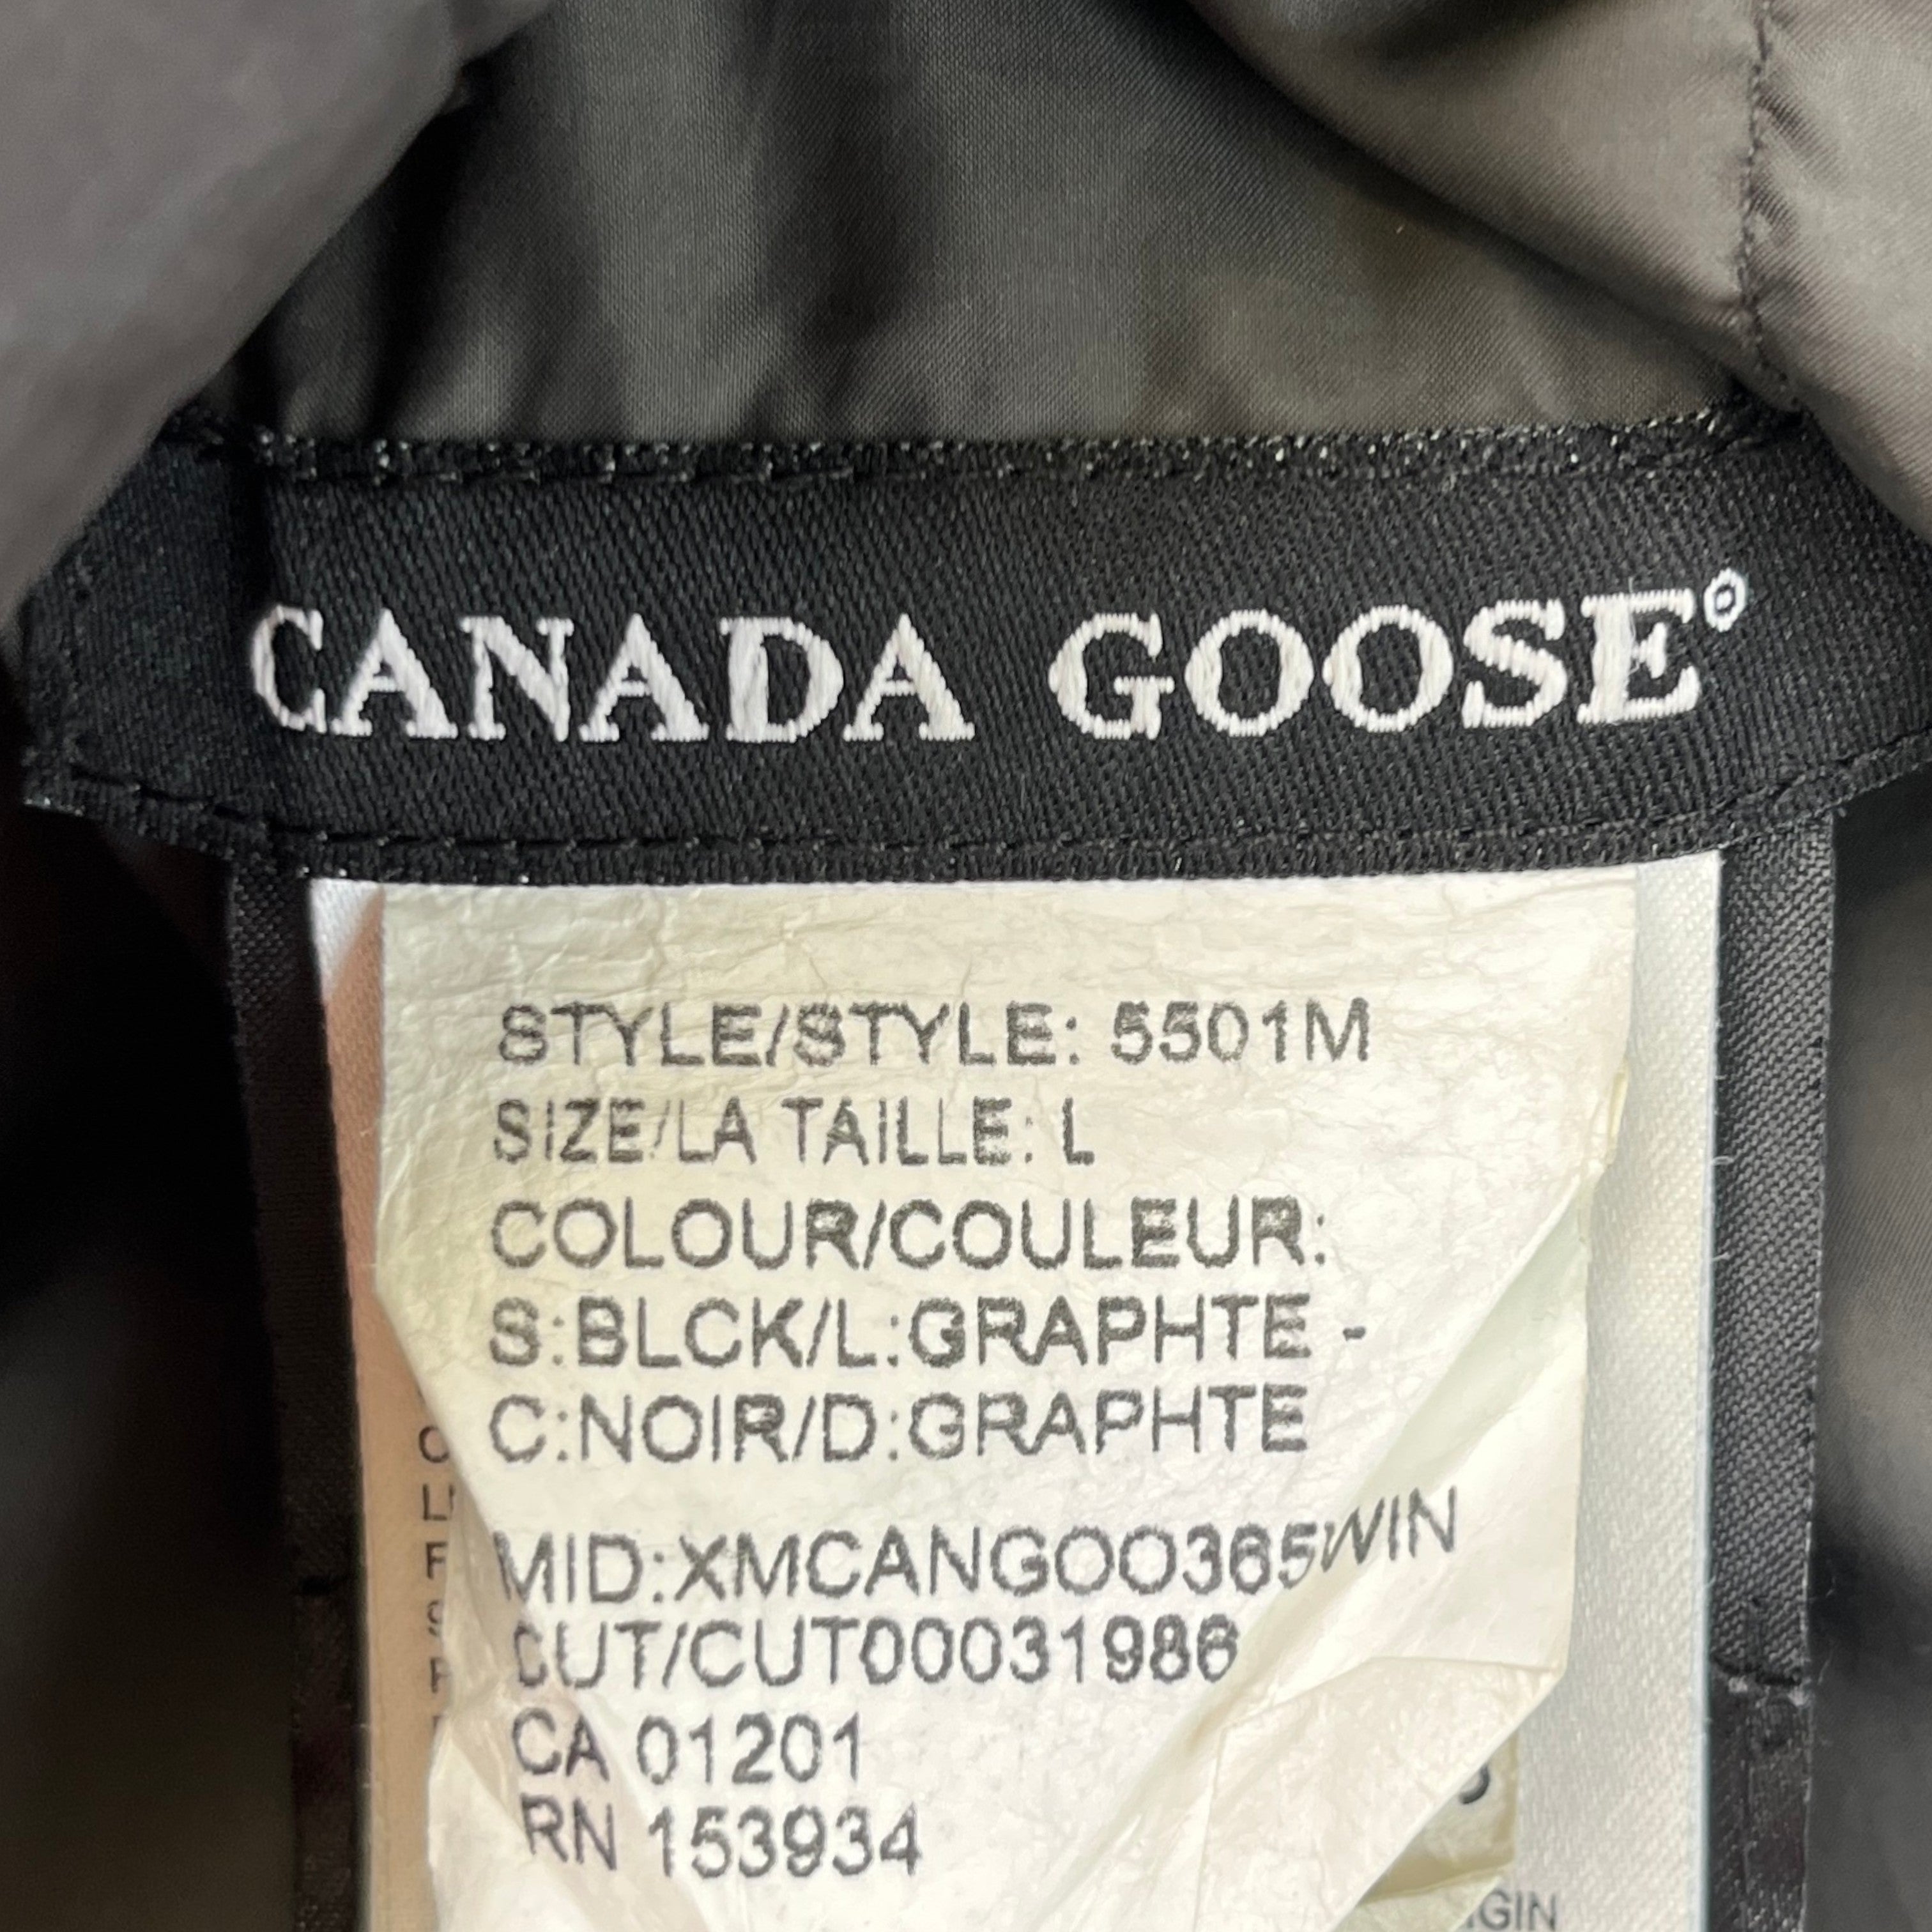 CANADA GOOSE®
STYLE/STYLE: 5501M
SIZE/LA TAILLE: L
COLOUR/COULEUR:
S:BLCK/L:GRAPHTE -
C:NOIR/D:GRAPHTE
MID:XMCANGOO365WIN
CUT/CUT00031986
CA 01201
RN 153934